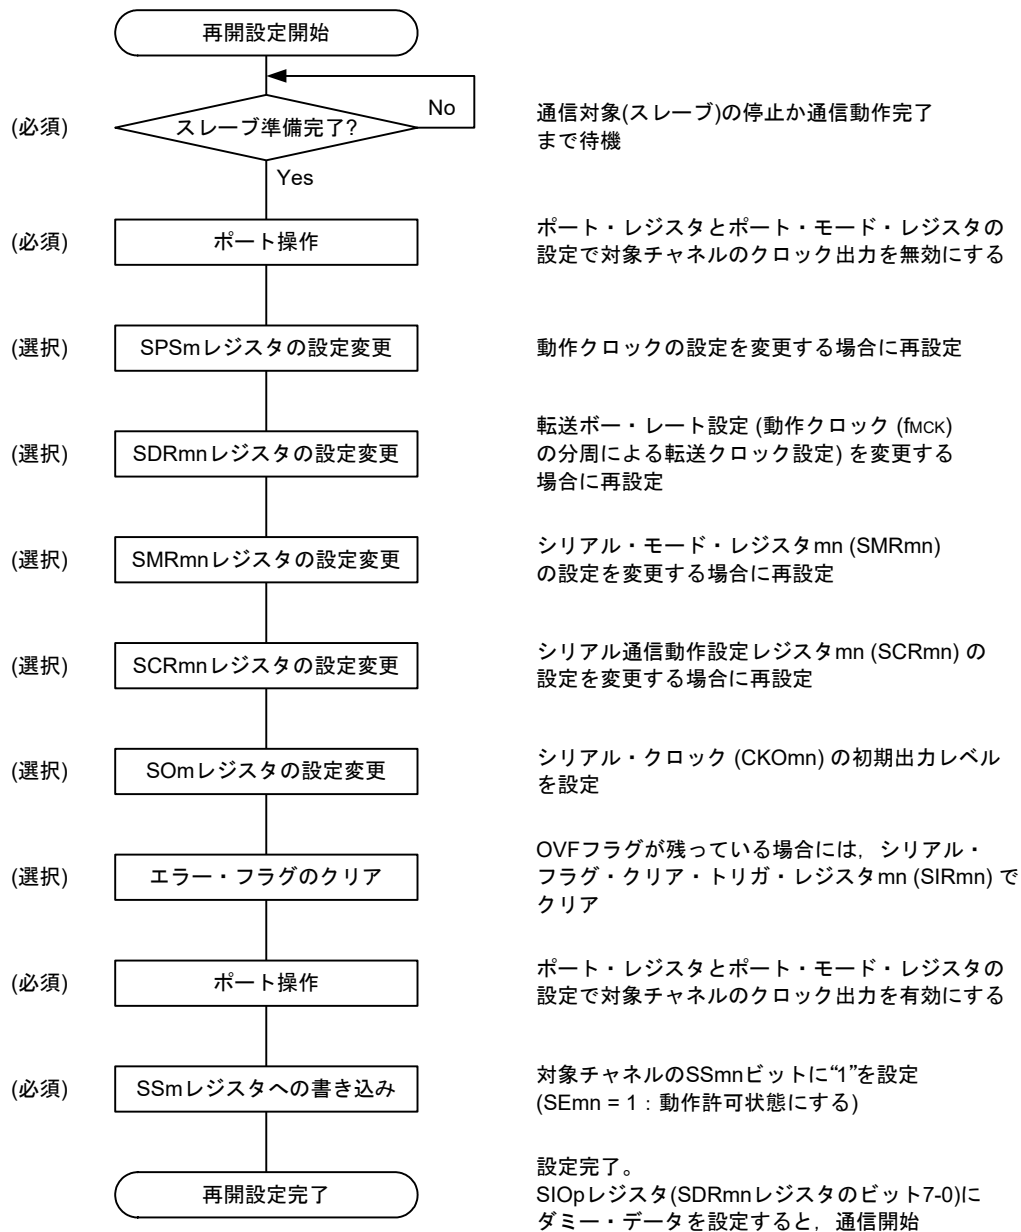 再開設定開始
No
(必須)
スレーブ準備完了?
通信対象(スレーブ)の停止か通信動作完了
まで待機
Yes
(必須)
ポート操作
ポート・レジスタとポート・モード・レジスタの
設定で対象チャネルのクロック出力を無効にする
(選択)
SPSmレジスタの設定変更
動作クロックの設定を変更する場合に再設定
(選択)
SDRmnレジスタの設定変更
転送ボー・レート設定 (動作クロック (fMCK)
の分周による転送クロック設定) を変更する
場合に再設定
(選択)
SMRmnレジスタの設定変更
シリアル・モード・レジスタmn (SMRmn)
の設定を変更する場合に再設定
(選択)
SCRmnレジスタの設定変更
シリアル通信動作設定レジスタmn (SCRmn) の
設定を変更する場合に再設定
(選択)
SOmレジスタの設定変更
シリアル・クロック (CKOmn) の初期出力レベル
を設定
(選択)
エラー・フラグのクリア
OVFフラグが残っている場合には，シリアル・
フラグ・クリア・トリガ・レジスタmn (SIRmn) で
クリア
(必須)
ポート操作
ポート・レジスタとポート・モード・レジスタの
設定で対象チャネルのクロック出力を有効にする
(必須)
SSmレジスタへの書き込み
対象チャネルのSSmnビットに“1”を設定
(SEmn = 1：動作許可状態にする)
再開設定完了
設定完了。
SIOpレジスタ(SDRmnレジスタのビット7-0)に
ダミー・データを設定すると，通信開始